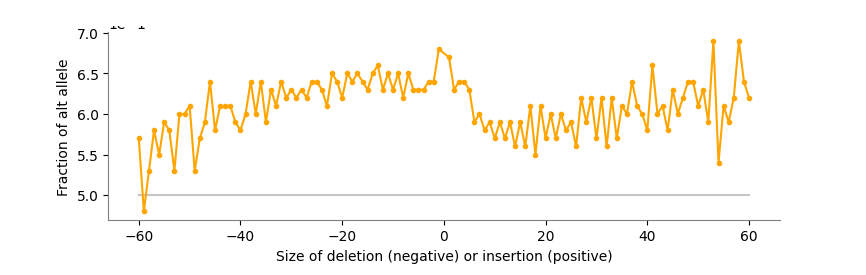 7.0
6.5
6.0
5.5
5.0
Fraction of alt allele
−60 −40 −20 0 20 40 60
Size of deletion (negative) or insertion (positive)